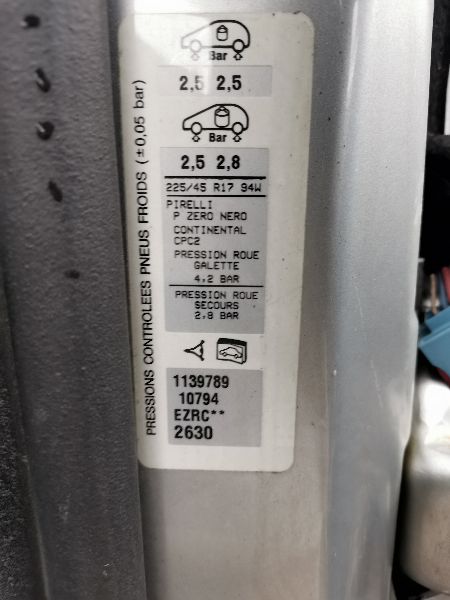 PRESSIONS CONTROLEES PNEUS FROIDS (±0,05 bar)
Bar
2,5 2,5
Bar
2,5 2,8
225/45 R17 94W
PIRELLI
P ZERO NERO
CONTINENTAL
CPC2
PRESSION ROUE
GALETTE
4,2 BAR
PRESSION ROUE
SECOURS
2,8 BAR
1139789
10794
EZRC**
2630